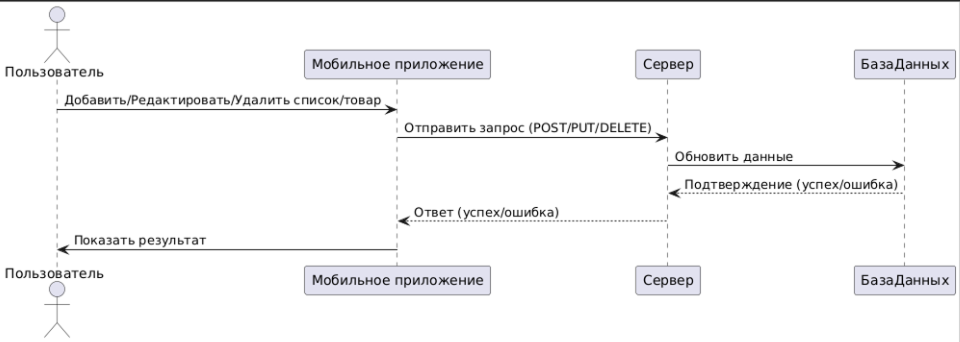 Пользователь
Мобильное приложение
Сервер
БазаДанных
Добавить/Редактировать/Удалить список/товар
Отправить запрос (POST/PUT/DELETE)
Обновить данные
Подтверждение (успех/ошибка)
Ответ (успех/ошибка)
Показать результат
Пользователь
Мобильное приложение
Сервер
БазаДанных